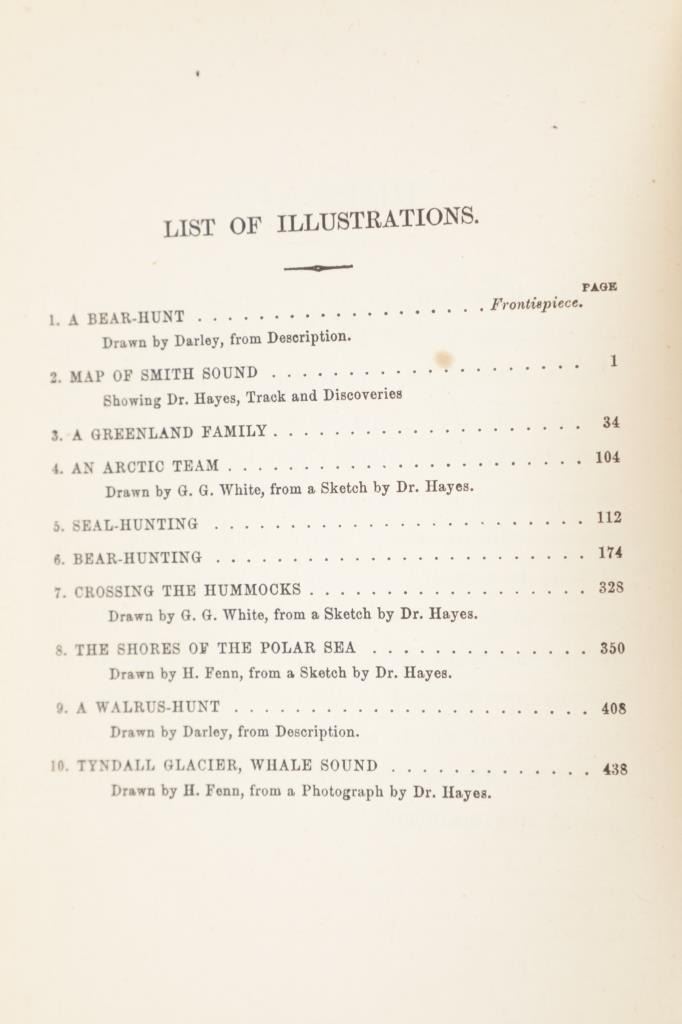 LIST OF ILLUSTRATIONS.
PAGE
1. A BEAR-HUNT . . . . . . . . . . . . . . . . . . . Frontispiece.
Drawn by Darley, from Description.
2. MAP OF SMITH SOUND . . . . . . . . . . . . . . . . . . . . 1
Showing Dr. Hayes, Track and Discoveries
3. A GREENLAND FAMILY . . . . . . . . . . . . . . . . . . . . 34
4. AN ARCTIC TEAM . . . . . . . . . . . . . . . . . . . . . . . 104
Drawn by G. G. White, from a Sketch by Dr. Hayes.
5. SEAL-HUNTING . . . . . . . . . . . . . . . . . . . . . . . . 112
6. BEAR-HUNTING . . . . . . . . . . . . . . . . . . . . . . . . 174
7. CROSSING THE HUMMOCKS . . . . . . . . . . . . . . . . . . 328
Drawn by G. G. White, from a Sketch by Dr. Hayes.
8. THE SHORES OF THE POLAR SEA . . . . . . . . . . . . . . 350
Drawn by H. Fenn, from a Sketch by Dr. Hayes.
9. A WALRUS-HUNT . . . . . . . . . . . . . . . . . . . . . . . 408
Drawn by Darley, from Description.
10. TYNDALL GLACIER, WHALE SOUND . . . . . . . . . . . . . 438
Drawn by H. Fenn, from a Photograph by Dr. Hayes.